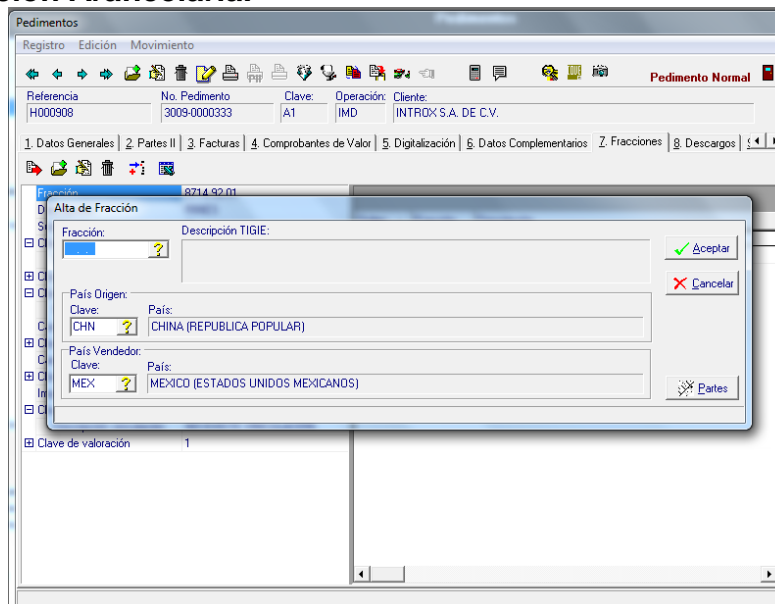 Pedimentos
Registro Edición Movimiento
Pedimento Normal
Referencia No. Pedimento Clave: Operación: Cliente:
H000908 3009-0000333 A1 IMD INTROX S.A. DE C.V.
1. Datos Generales 2. Partes II 3. Facturas 4. Comprobantes de Valor 5. Digitalización 6. Datos Complementarios 7. Fracciones 8. Descargos
Fracción 8714.92.01
Alta de Fracción
Fracción: Descripción TIGIE:
Aceptar
Cancelar
País Origen:
Clave: País:
CHN CHINA (REPUBLICA POPULAR)
País Vendedor:
Clave: País:
MEX MEXICO (ESTADOS UNIDOS MEXICANOS)
Partes
Clave de valoración 1